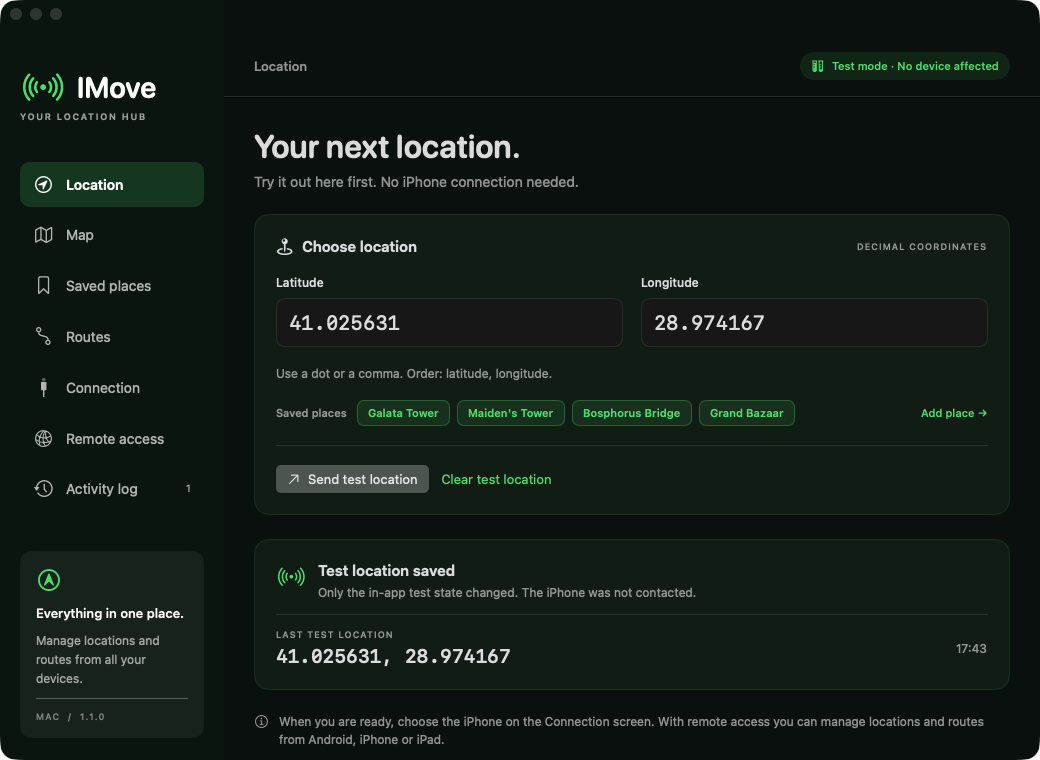 IMove
YOUR LOCATION HUB
Location
Map
Saved places
Routes
Connection
Remote access
Activity log 1
Everything in one place.
Manage locations and
routes from all your
devices.
MAC / 1.1.0
Location
Test mode · No device affected
Your next location.
Try it out here first. No iPhone connection needed.
Choose location
DECIMAL COORDINATES
Latitude
Longitude
41.025631
28.974167
Use a dot or a comma. Order: latitude, longitude.
Saved places Galata Tower Maiden's Tower Bosphorus Bridge Grand Bazaar Add place →
Send test location Clear test location
Test location saved
Only the in-app test state changed. The iPhone was not contacted.
LAST TEST LOCATION
41.025631, 28.974167
17:43
When you are ready, choose the iPhone on the Connection screen. With remote access you can manage locations and routes
from Android, iPhone or iPad.